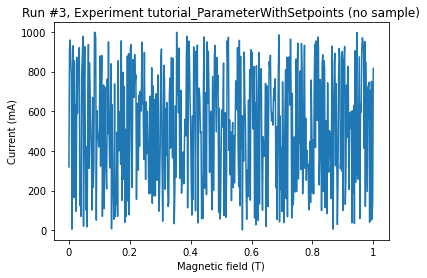 Run #3, Experiment tutorial_ParameterWithSetpoints (no sample)
1000
800
600
400
200
0
Current (mA)
0 0.2 0.4 0.6 0.8 1
Magnetic field (T)